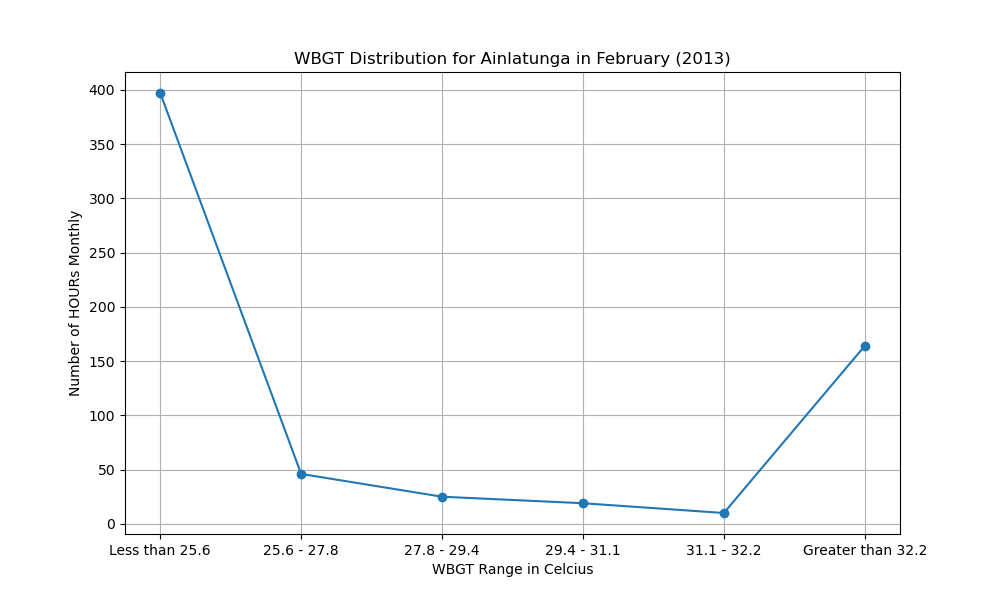 WBGT Distribution for Ainlatunga in February (2013)
Number of HOURs Monthly
400
350
300
250
200
150
100
50
0
Less than 25.6
25.6 - 27.8
27.8 - 29.4
29.4 - 31.1
31.1 - 32.2
Greater than 32.2
WBGT Range in Celcius